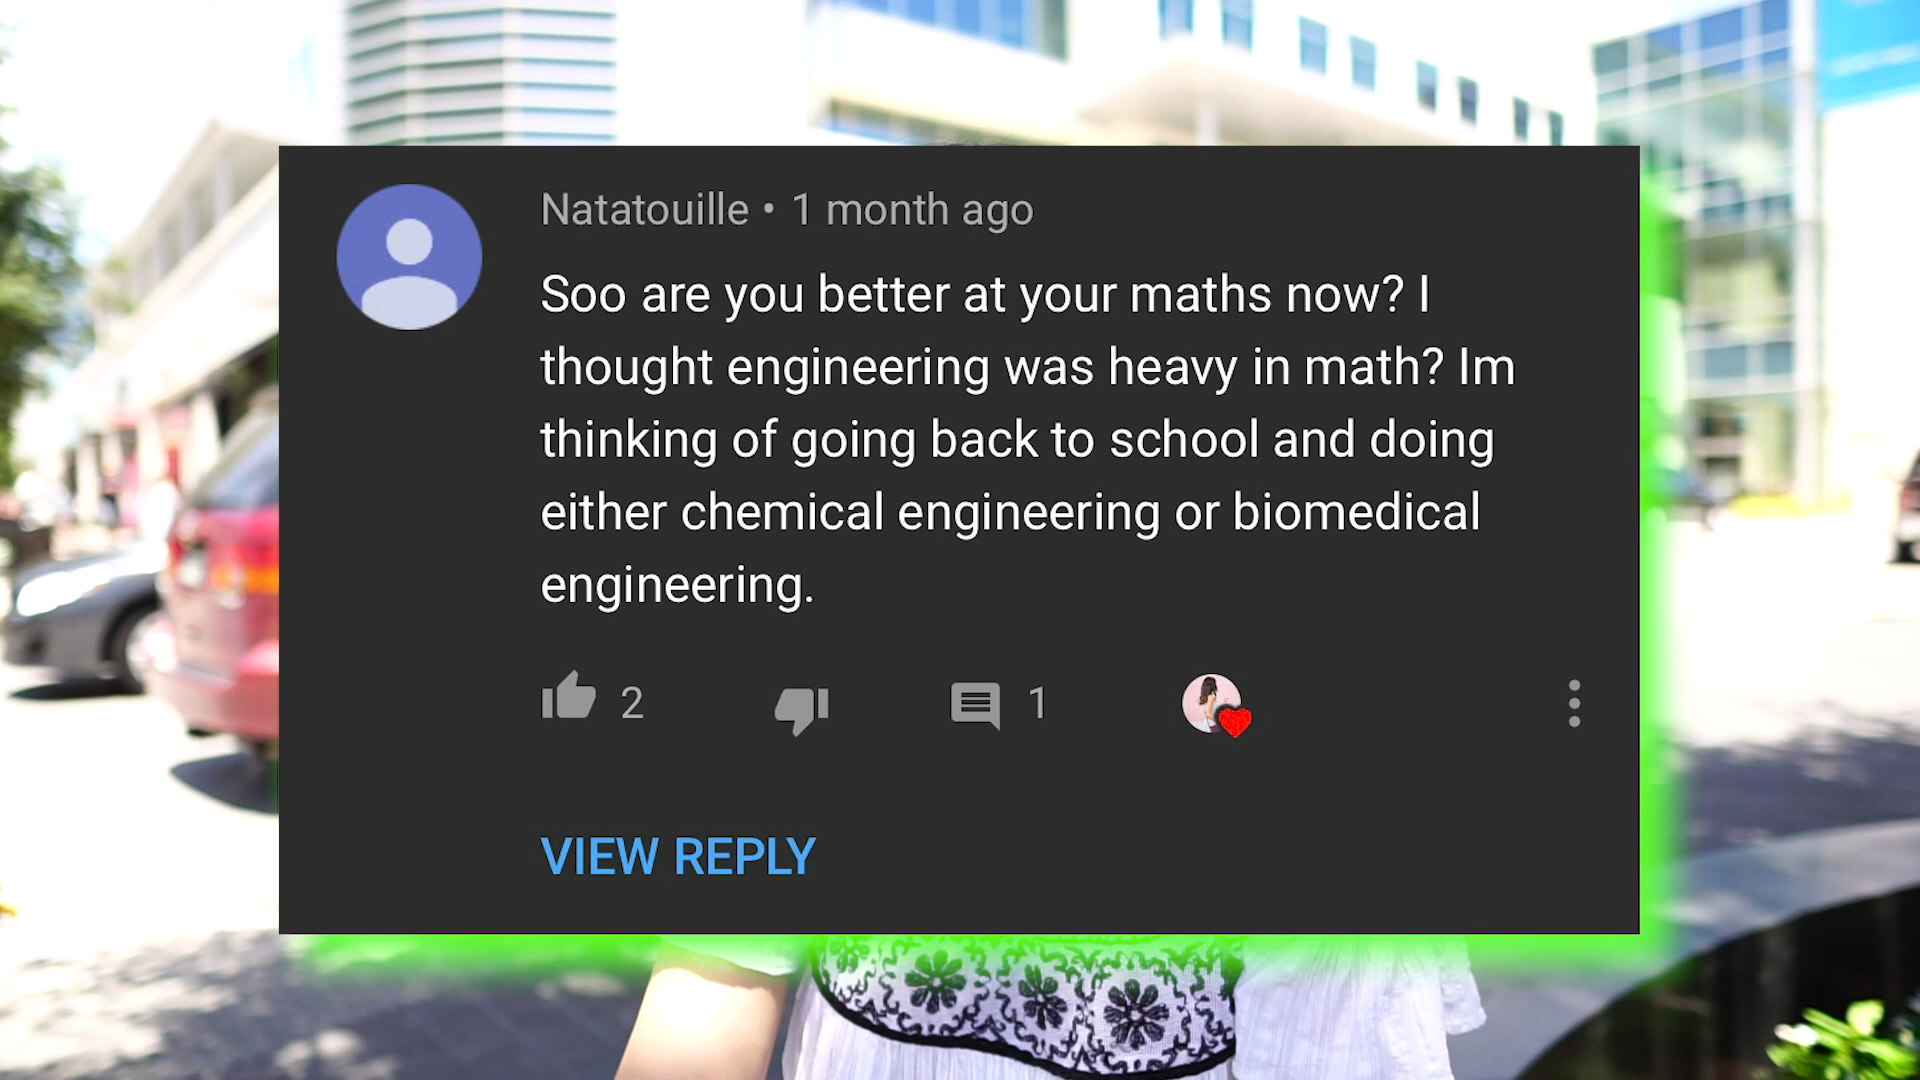 Natatouille • 1 month ago
Soo are you better at your maths now? I
thought engineering was heavy in math? Im
thinking of going back to school and doing
either chemical engineering or biomedical
engineering.
2
1
VIEW REPLY